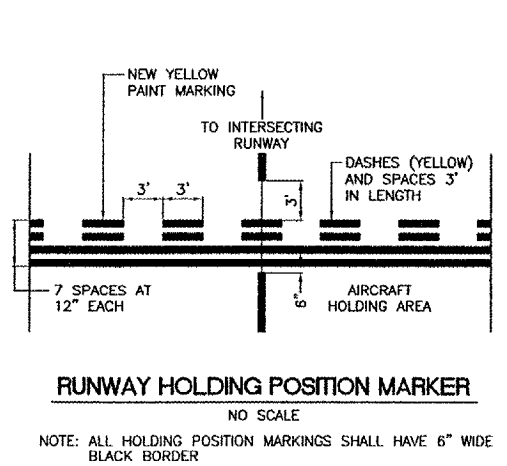 NEW YELLOW
PAINT MARKING
TO INTERSECTING
RUNWAY
DASHES (YELLOW)
AND SPACES 3'
IN LENGTH
3'
3'
3'
7 SPACES AT
12" EACH
6"
AIRCRAFT
HOLDING AREA
RUNWAY HOLDING POSITION MARKER
NO SCALE
NOTE: ALL HOLDING POSITION MARKINGS SHALL HAVE 6" WIDE
BLACK BORDER